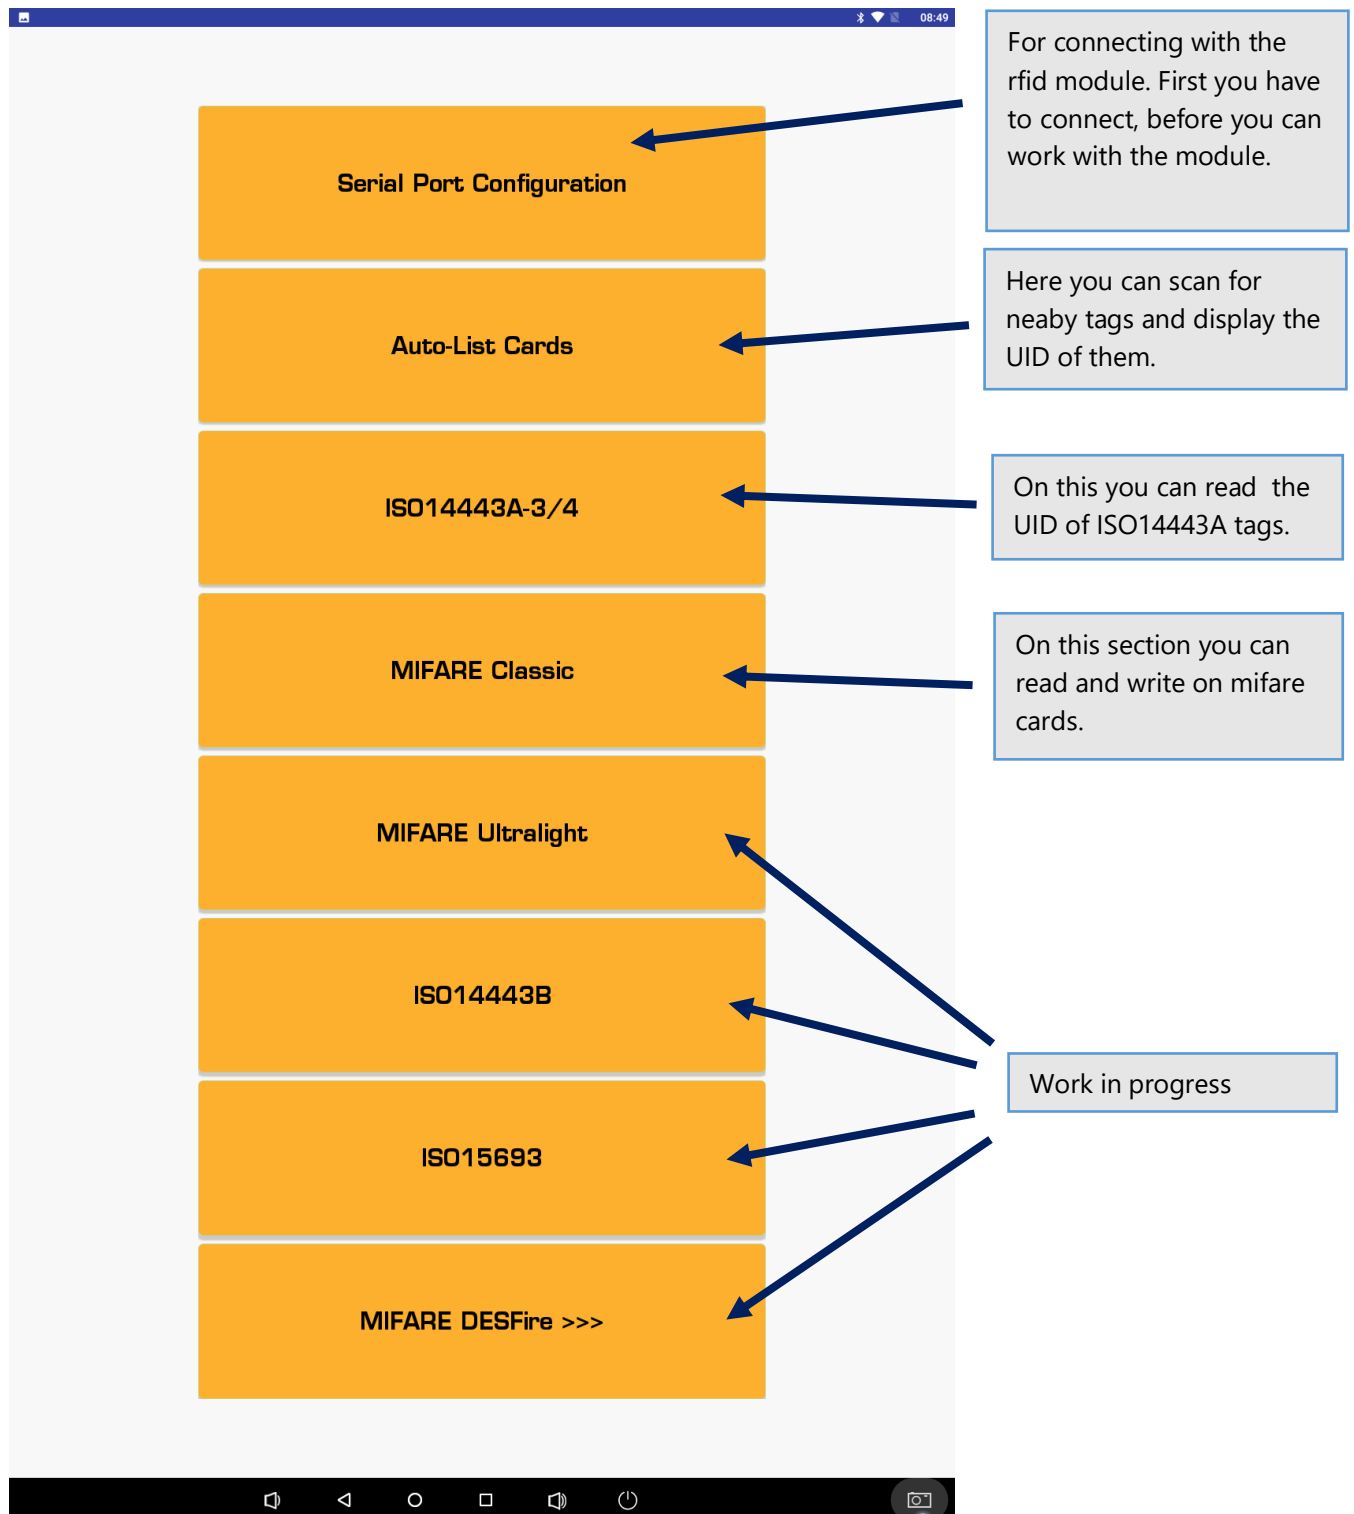 08:49
For connecting with the
rfid module. First you have
to connect, before you can
work with the module.
Serial Port Configuration
Here you can scan for
neaby tags and display the
UID of them.
Auto-List Cards
On this you can read  the
UID of ISO14443A tags.
ISO14443A-3/4
On this section you can
read and write on mifare
cards.
MIFARE Classic
MIFARE Ultralight
ISO14443B
Work in progress
ISO15693
MIFARE DESFire >>>